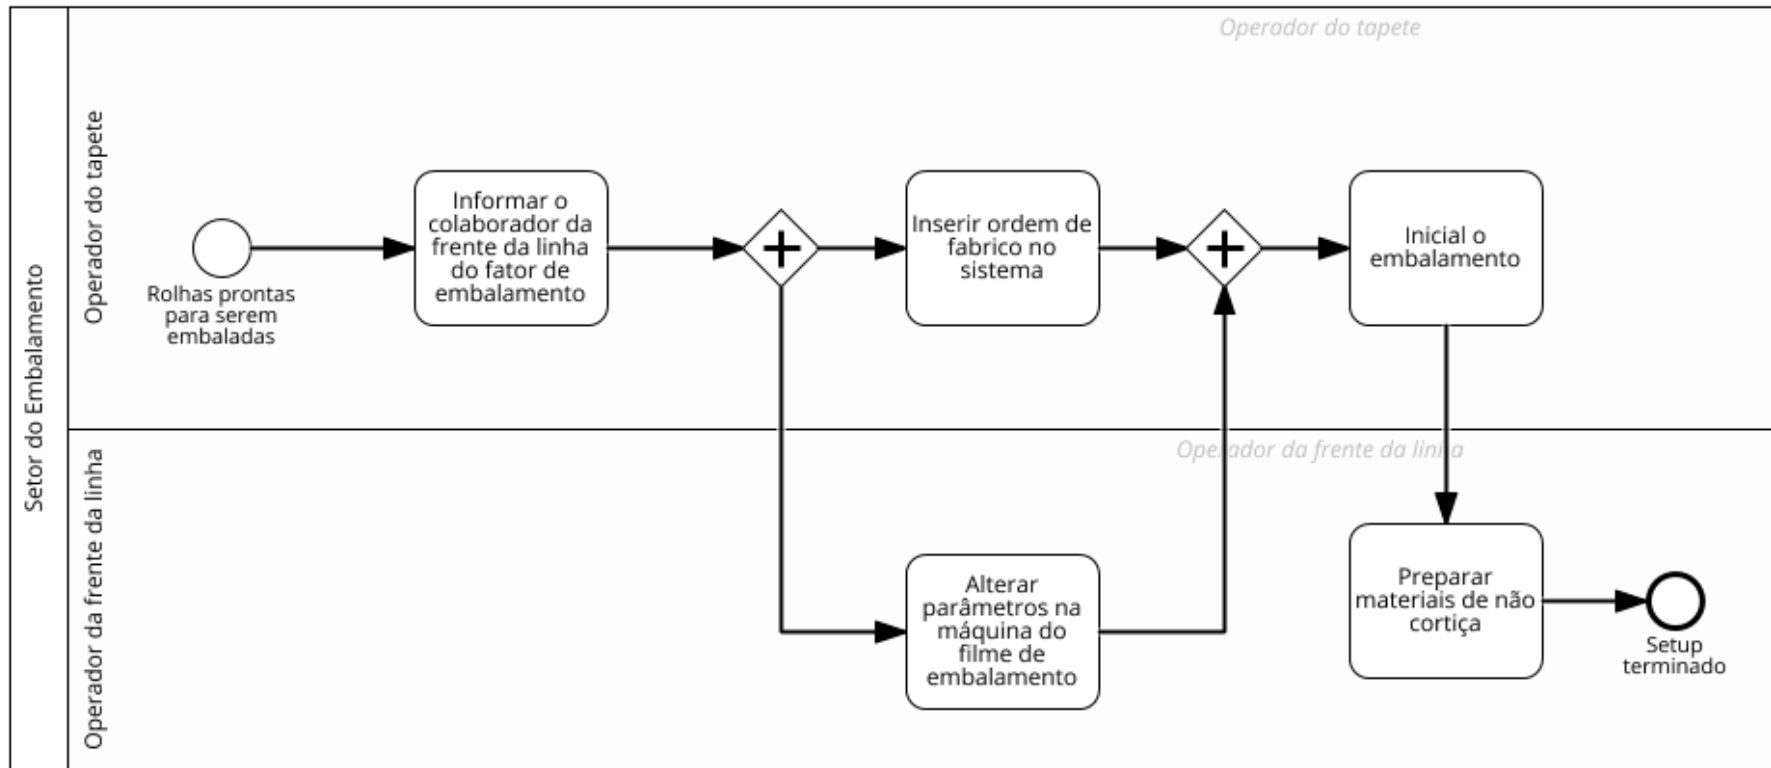 Setor do Embalamento
Operador do tapete
Operador do tapete
Rolhas prontas
para serem
embaladas
Informar o
colaborador da
frente da linha
do fator de
embalamento
Inserir ordem de
fabrico no
sistema
Inicial o
embalamento
Operador da frente da linha
Operador da frente da linha
Alterar
parâmetros na
máquina do
filme de
embalamento
Preparar
materiais de não
cortiça
Setup
terminado